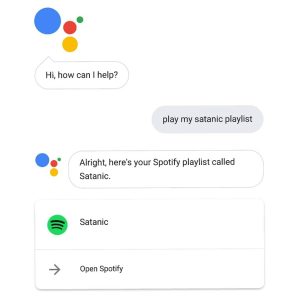 Hi, how can I help?
play my satanic playlist
Alright, here's your Spotify playlist called
Satanic.
Satanic
Open Spotify